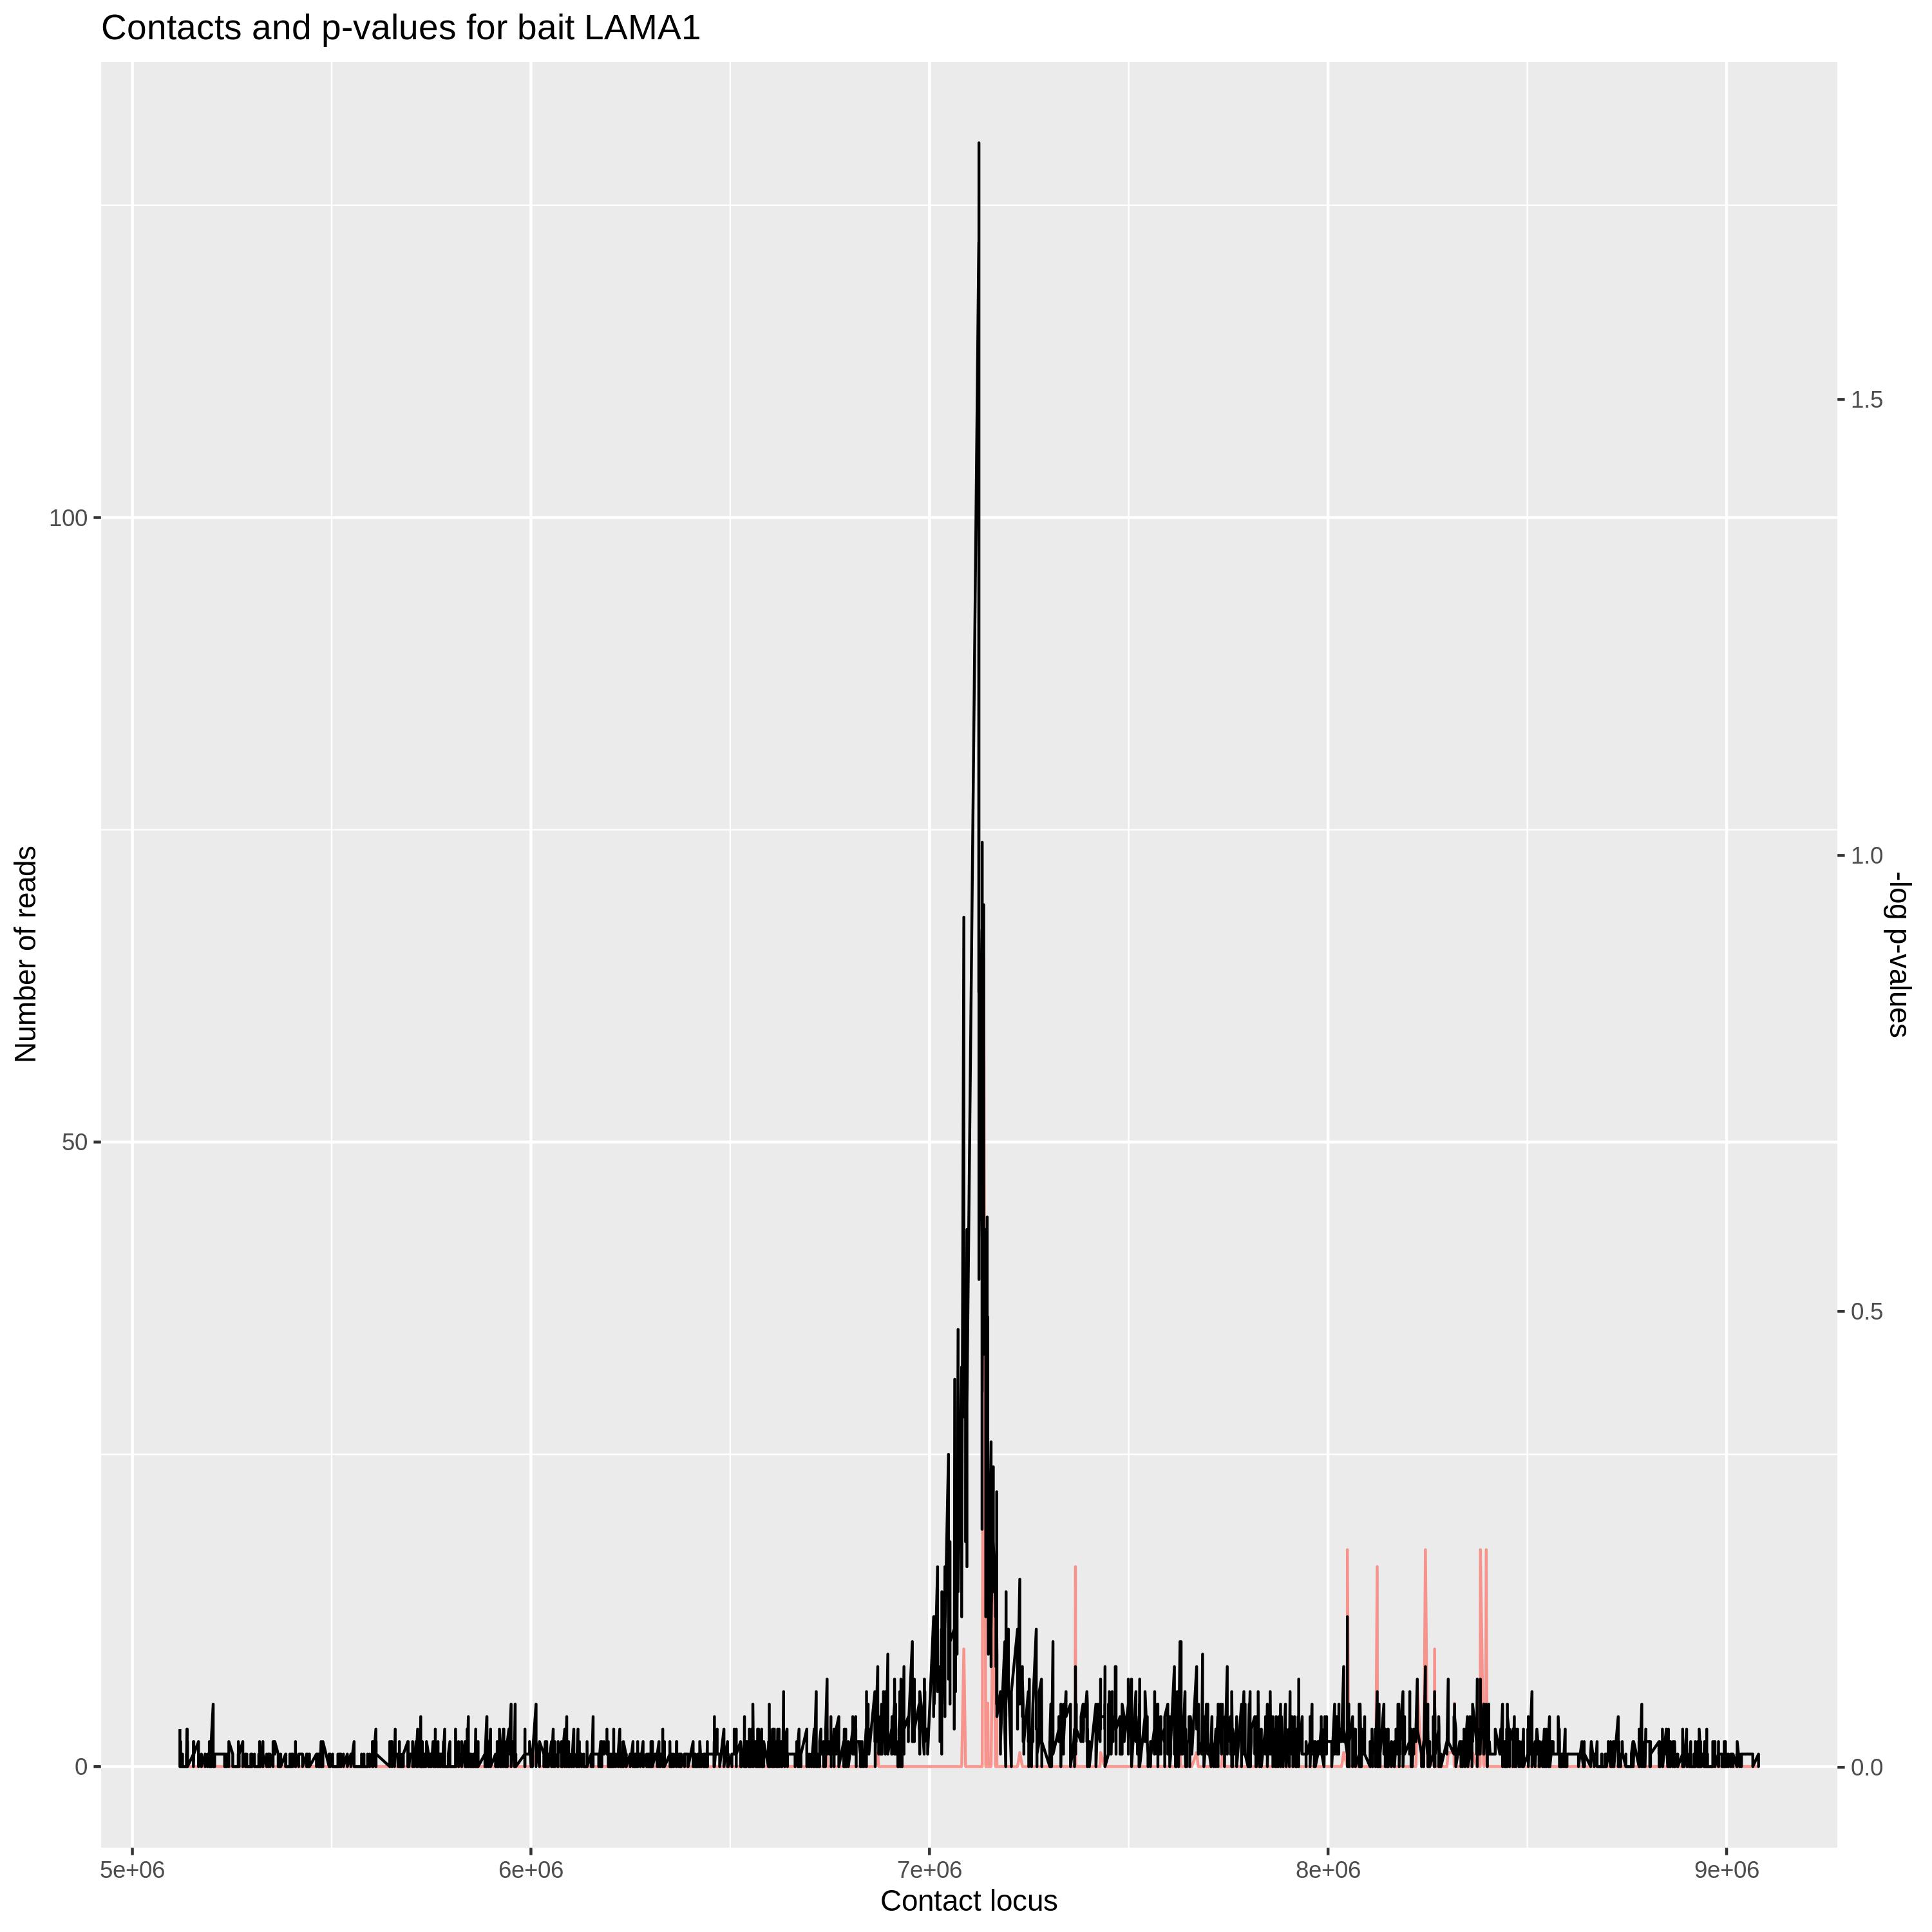 Contacts and p-values for bait LAMA1
Number of reads
100
50
0
1.5
1.0
0.5
0.0
-log p-values
5e+06
6e+06
7e+06
8e+06
9e+06
Contact locus